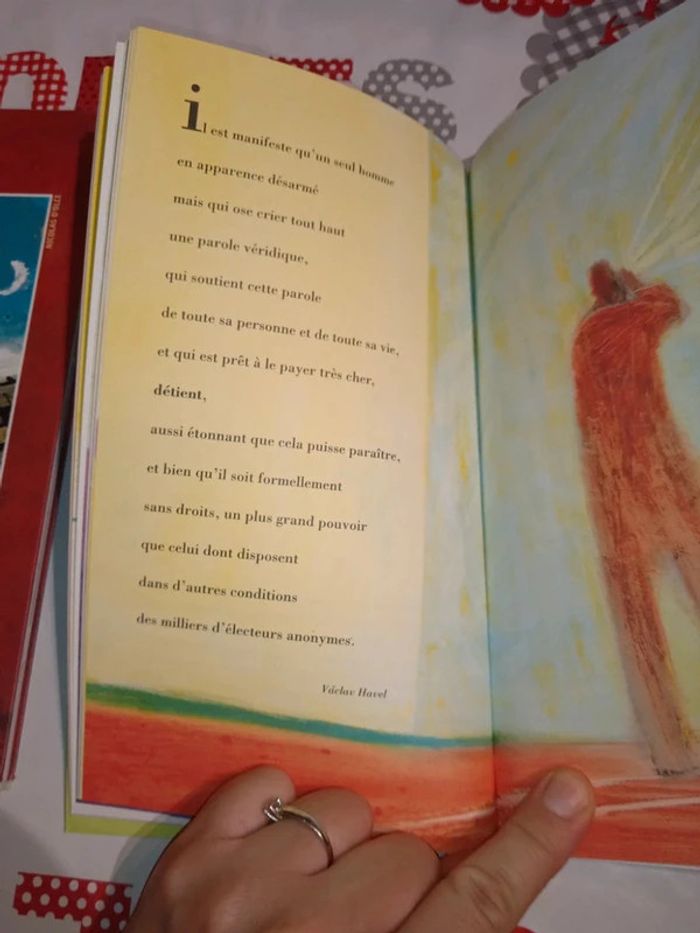 il est manifeste qu'un seul homme
en apparence désarmé
mais qui ose crier tout haut
une parole véridique,
qui soutient cette parole
de toute sa personne et de toute sa vie,
et qui est prêt à le payer très cher,
détient,
aussi étonnant que cela puisse paraître,
et bien qu'il soit formellement
sans droits, un plus grand pouvoir
que celui dont disposent
dans d'autres conditions
des milliers d'électeurs anonymes.
Václav Havel